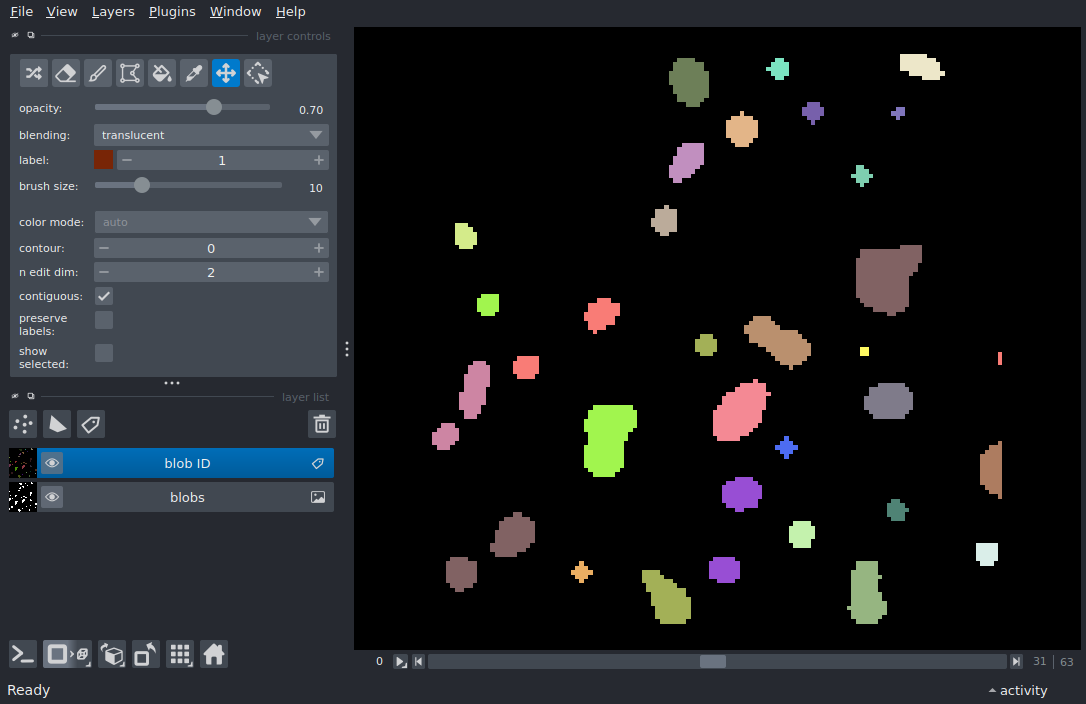 File View Layers Plugins Window Help
layer controls
opacity: 0.70
blending: translucent
label: 1
brush size: 10
color mode: auto
contour: 0
n edit dim: 2
contiguous:
preserve
labels:
show
selected:
layer list
blob ID
blobs
0 31 | 63
Ready activity